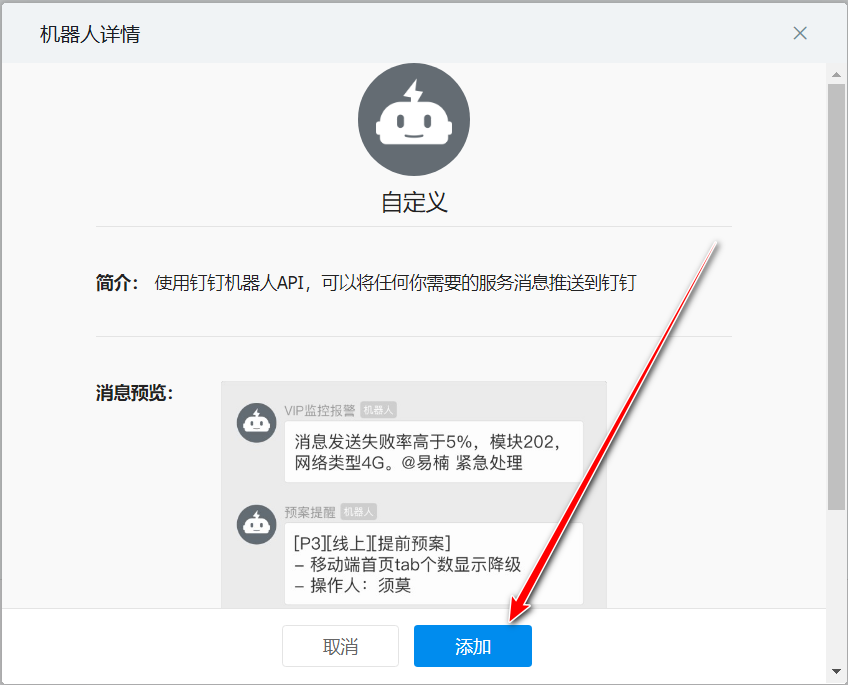 机器人详情
自定义
简介： 使用钉钉机器人API，可以将任何你需要的服务消息推送到钉钉
消息预览：
VIP监控报警 机器人
消息发送失败率高于5%，模块202，
网络类型4G。@易楠 紧急处理
预案提醒 机器人
[P3][线上][提前预案]
– 移动端首页tab个数显示降级
– 操作人：须莫
取消 添加